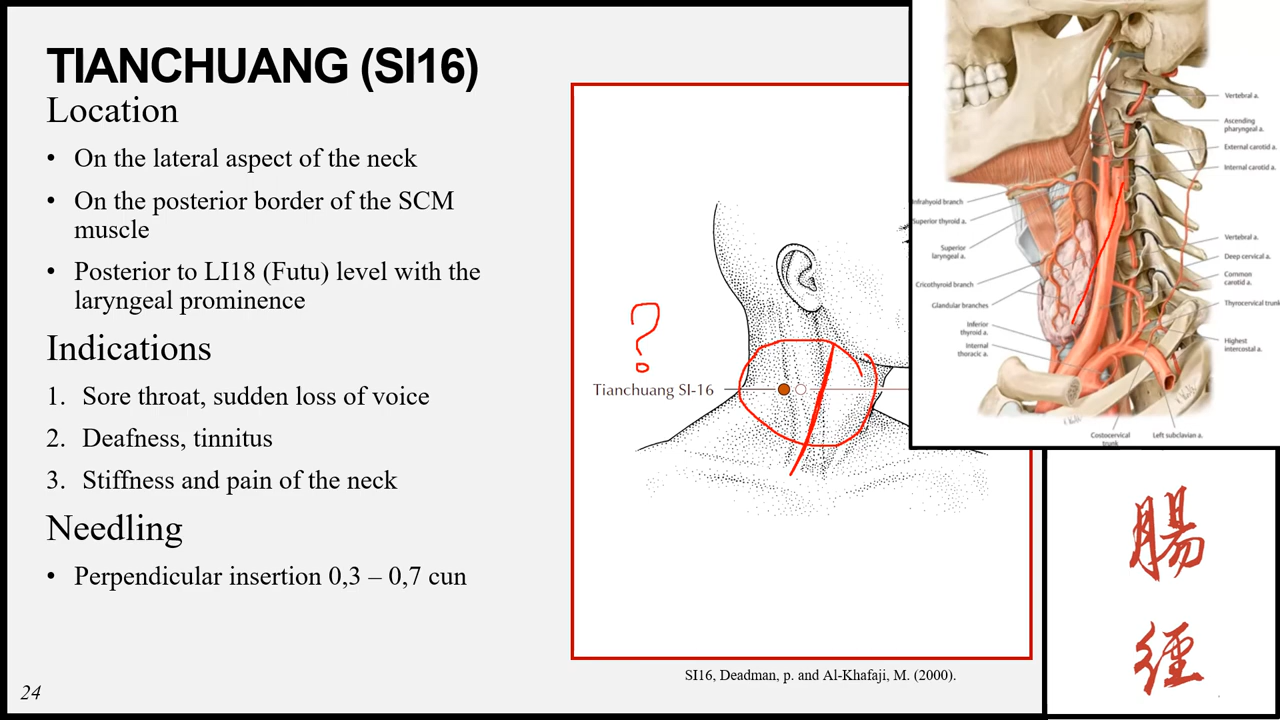 TIANCHUANG (SI16)
Location
• On the lateral aspect of the neck
• On the posterior border of the SCM
muscle
• Posterior to LI18 (Futu) level with the
laryngeal prominence
Indications
1. Sore throat, sudden loss of voice
2. Deafness, tinnitus
3. Stiffness and pain of the neck
Needling
• Perpendicular insertion 0,3 – 0,7 cun
24
?
Tianchuang SI-16
SI16, Deadman, p. and Al-Khafaji, M. (2000).
Infrahyoid branch
Superior thyroid a.
Superior
laryngeal a.
Cricothyroid branch
Glandular branches
Inferior
thyroid a.
Internal
thoracic a.
Vertebral a.
Ascending
pharyngeal a.
External carotid a.
Internal carotid a.
Vertebral a.
Deep cervical a.
Common
carotid a.
Thyrocervical trunk
Highest
intercostal a.
Costocervical
trunk
Left subclavian a.
腸
經